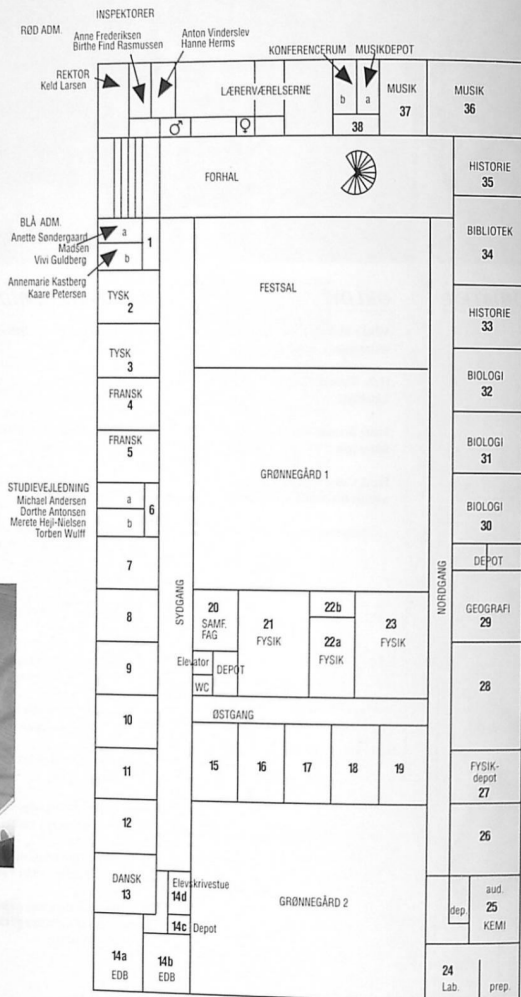 INSPEKTORER
RØD ADM.
Anne Frederiksen
Birthe Find Rasmussen
Anton Vinderslev
Hanne Herms
REKTOR
Keld Larsen
KONFERENCERUM
MUSIKDEPOT
LÆRERVÆRELSERNE
b
a
38
MUSIK
37
MUSIK
36
♂
♀
FORHAL
HISTORIE
35
BLÅ ADM.
Anette Søndergaard
Madsen
Vivi Guldberg
a
b
1
Annemarie Kastberg
Kaare Petersen
BIBLIOTEK
34
TYSK
2
FESTSAL
HISTORIE
33
TYSK
3
BIOLOGI
32
FRANSK
4
FRANSK
5
BIOLOGI
31
GRØNNEGÅRD 1
STUDIEVEJLEDNING
Michael Andersen
Dorthe Antonsen
Merete Hejl-Nielsen
Torben Wulff
a
b
6
BIOLOGI
30
7
DEPOT
SYDGANG
NORDGANG
8
20
SAMF.
FAG
21
FYSIK
22b
22a
FYSIK
23
FYSIK
GEOGRAFI
29
9
Elevator
DEPOT
WC
28
10
ØSTGANG
11
15
16
17
18
19
FYSIK-
depot
27
12
26
DANSK
13
Elevskrivestue
14d
14c
Depot
GRØNNEGÅRD 2
dep.
aud.
25
KEMI
14a
EDB
14b
EDB
24
Lab.
prep.